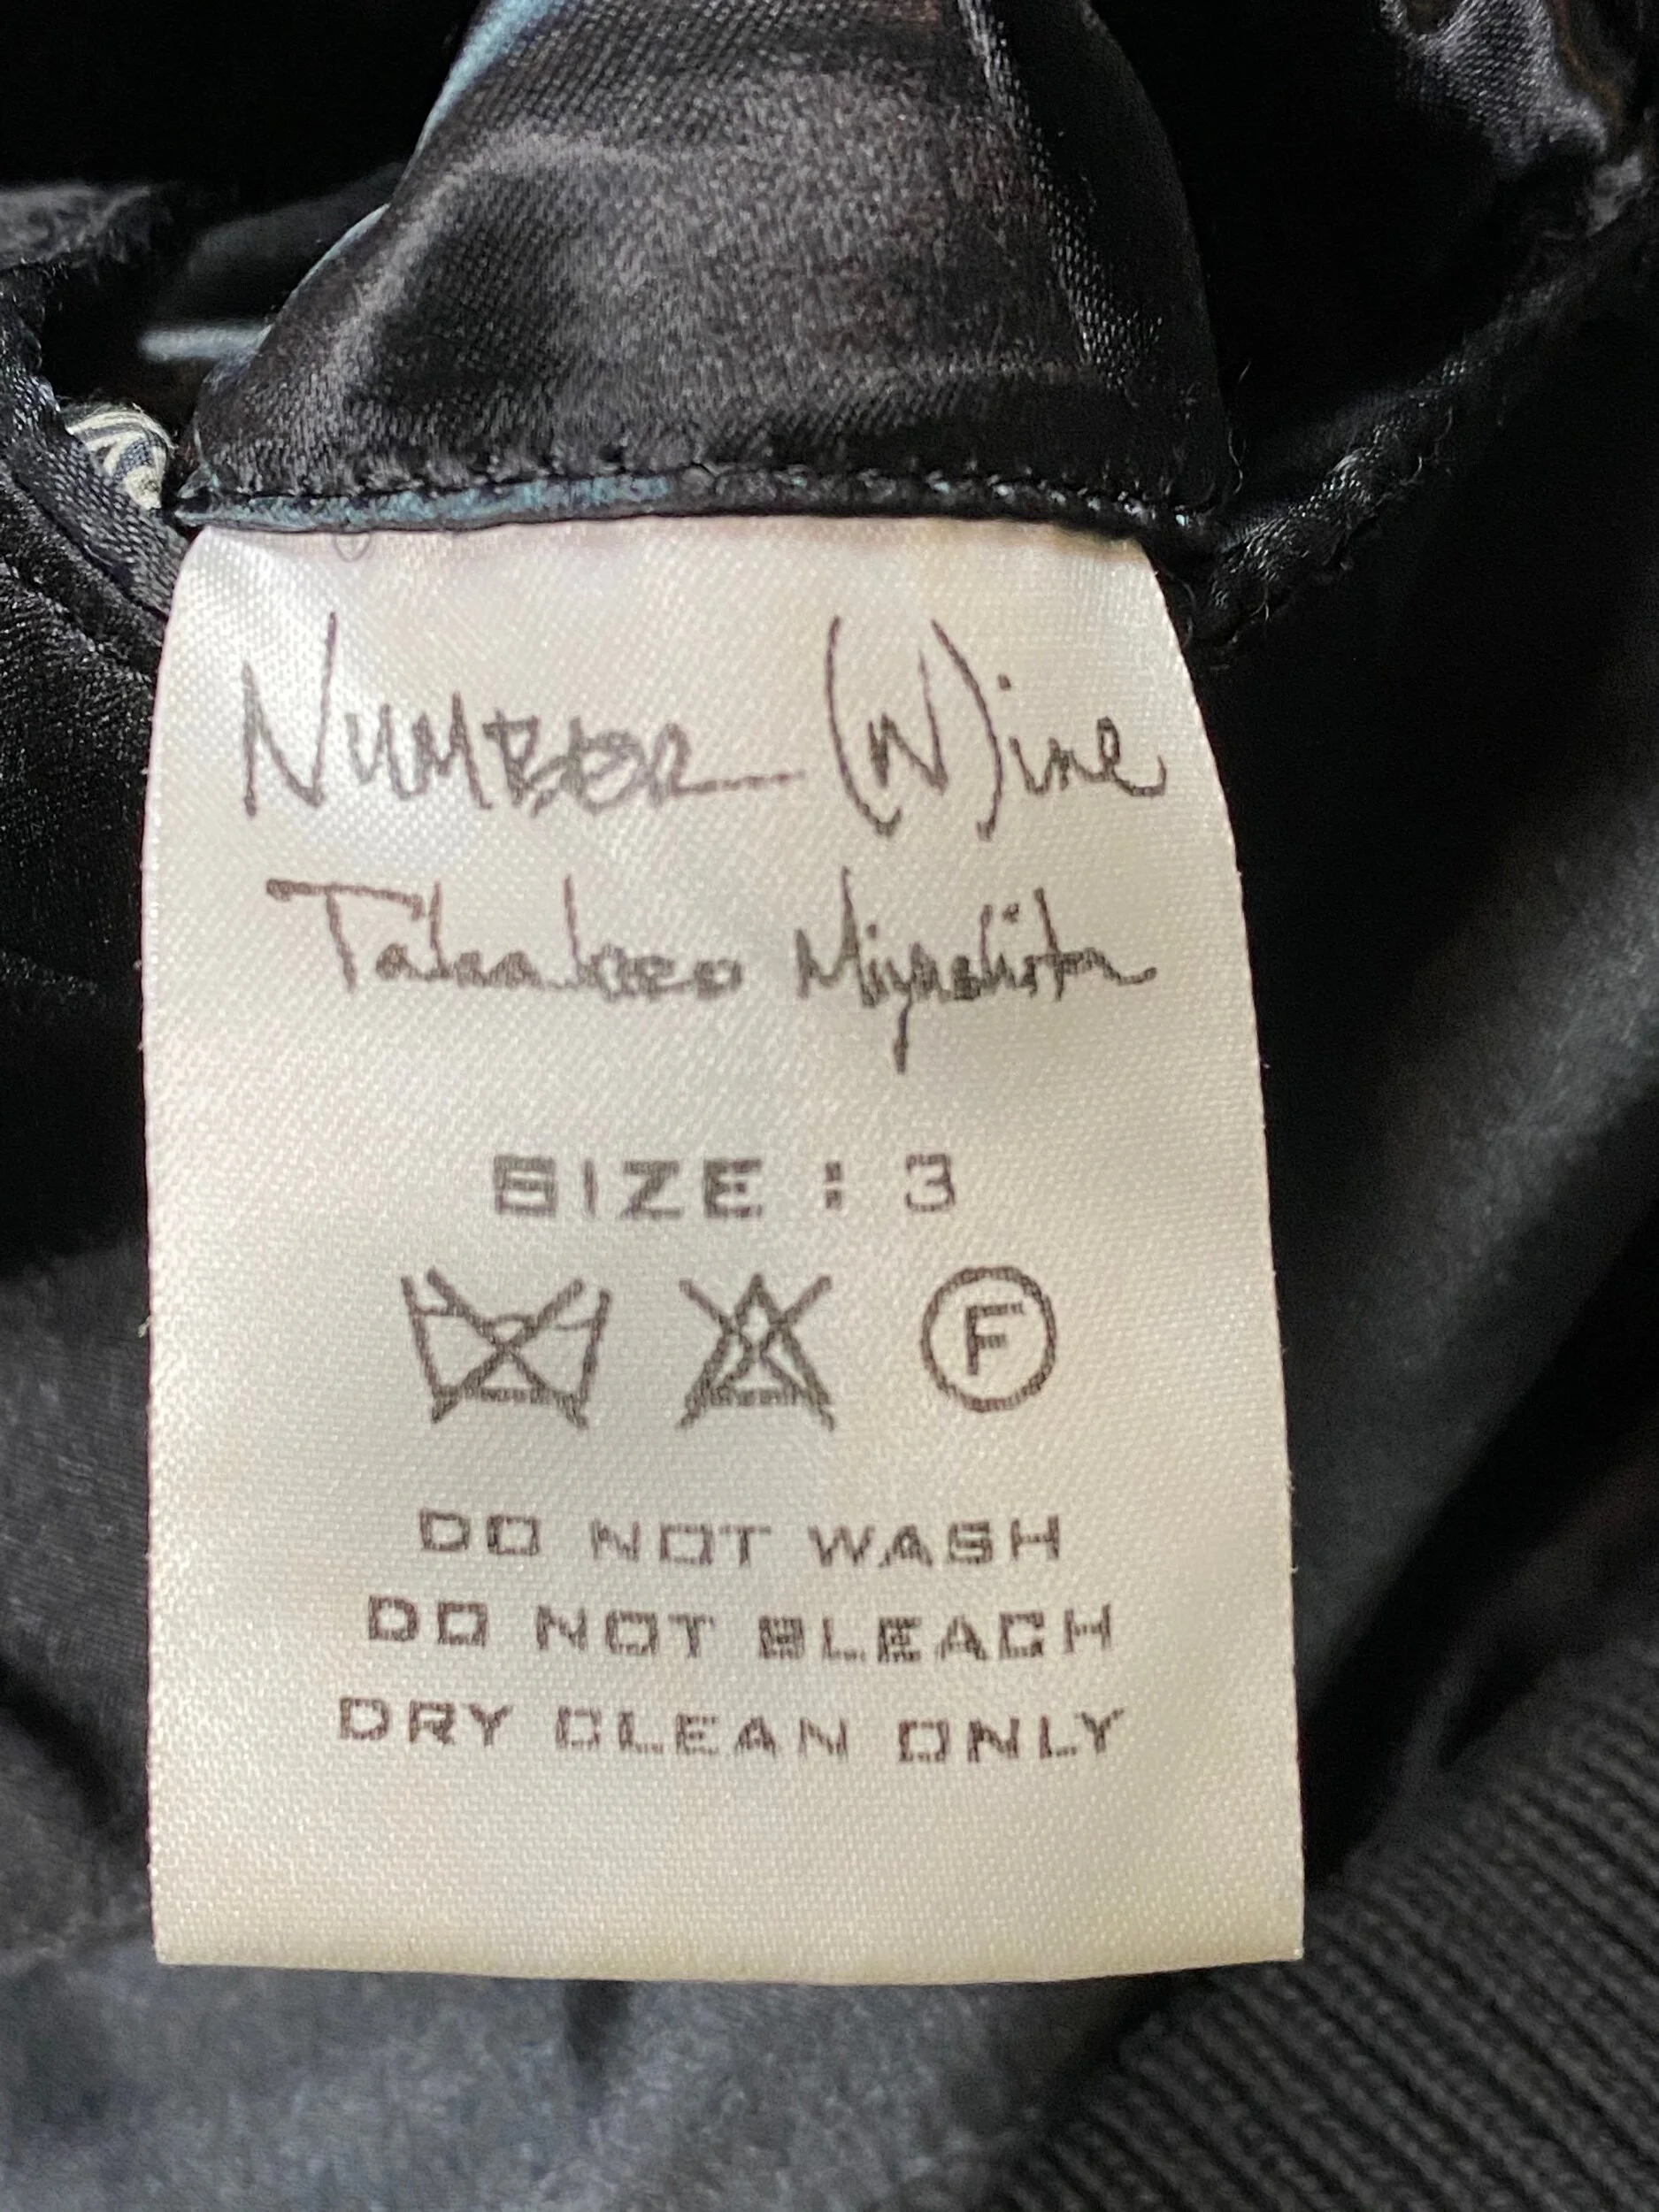 NUMBER (N)ine
Takahiro Miyashita
SIZE : 3
F
DO NOT WASH
DO NOT BLEACH
DRY CLEAN ONLY